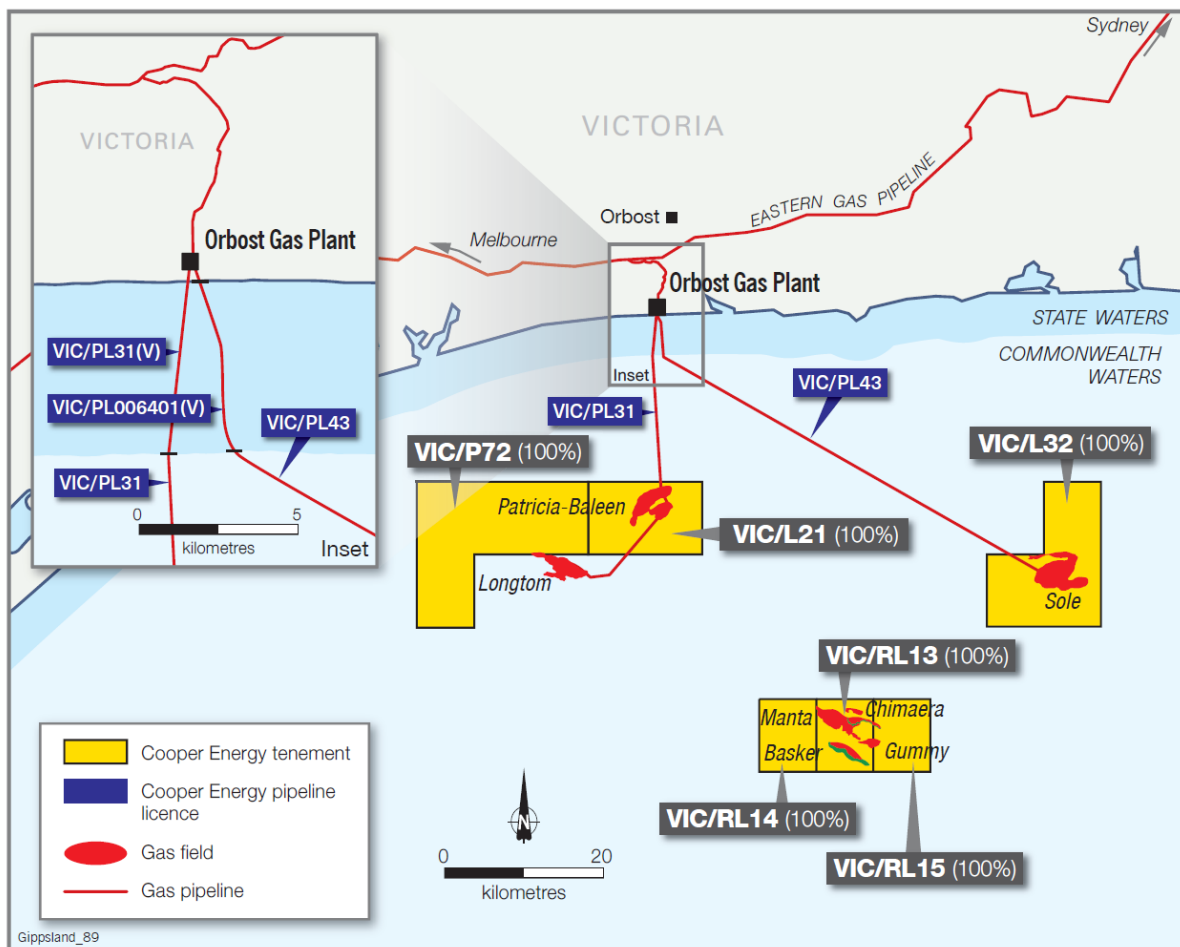 Sydney
VICTORIA
VICTORIA
EASTERN GAS PIPELINE
Orbost
Melbourne
Orbost Gas Plant
Orbost Gas Plant
STATE WATERS
COMMONWEALTH
WATERS
VIC/PL31(V)
VIC/PL006401(V)
VIC/PL43
VIC/PL31
0 5
kilometres
Inset
Inset
VIC/PL43
VIC/PL31
VIC/P72 (100%)
VIC/L32 (100%)
Patricia-Baleen
VIC/L21 (100%)
Longtom
Sole
VIC/RL13 (100%)
Manta
Chimaera
Basker
Gummy
VIC/RL14 (100%)
VIC/RL15 (100%)
Cooper Energy tenement
Cooper Energy pipeline
licence
Gas field
Gas pipeline
N
0 20
kilometres
Gippsland_89